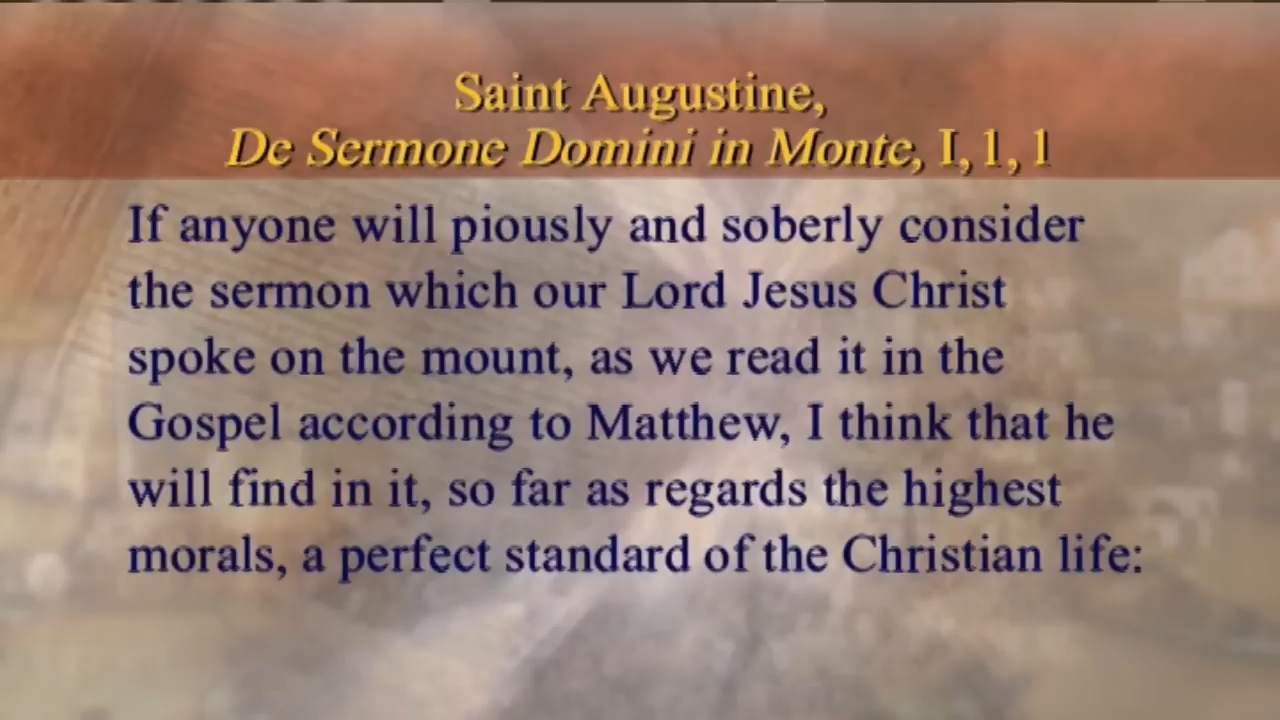 Saint Augustine,
De Sermone Domini in Monte, I, 1, 1
If anyone will piously and soberly consider
the sermon which our Lord Jesus Christ
spoke on the mount, as we read it in the
Gospel according to Matthew, I think that he
will find in it, so far as regards the highest
morals, a perfect standard of the Christian life: